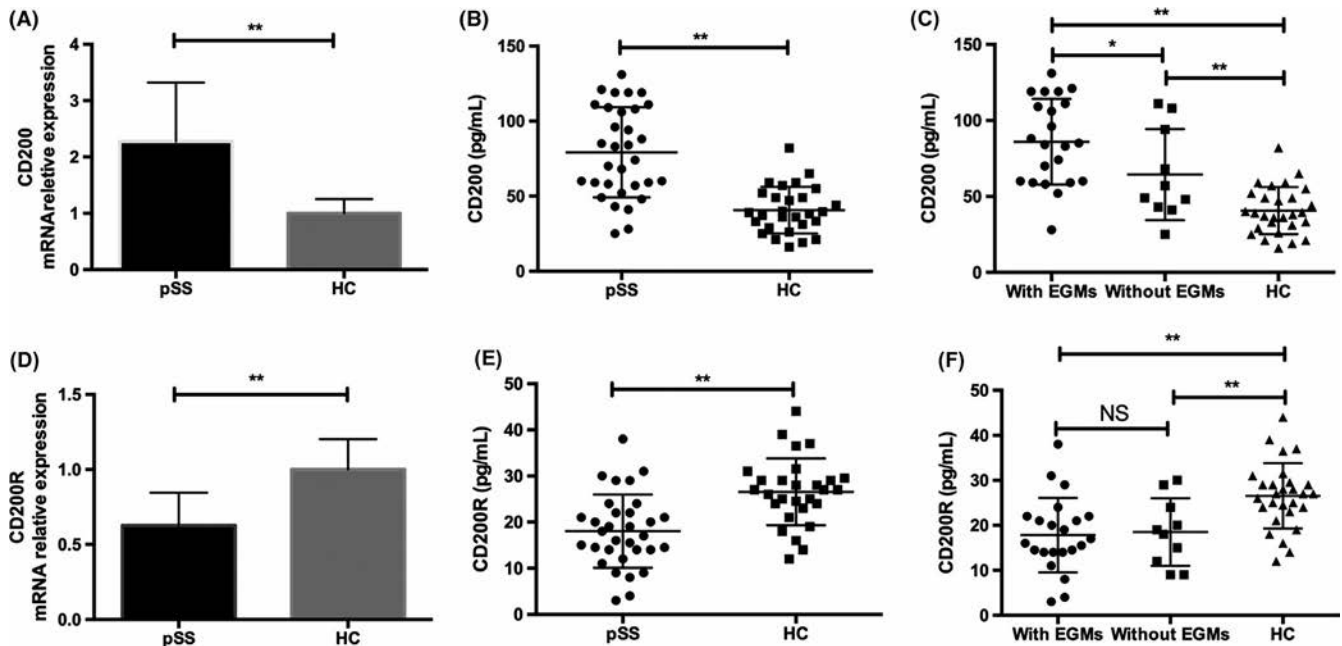 (A)
**
CD200
mRNAreletive expression
4
3
2
1
0
pSS
HC
(B)
**
CD200 (pg/mL)
150
100
50
0
pSS
HC
(C)
**
*
**
CD200 (pg/mL)
150
100
50
0
With EGMs
Without EGMs
HC
(D)
**
CD200R
mRNA relative expression
1.5
1.0
0.5
0.0
pSS
HC
(E)
**
CD200R (pg/mL)
50
40
30
20
10
0
pSS
HC
(F)
**
NS
**
CD200R (pg/mL)
50
40
30
20
10
0
With EGMs
Without EGMs
HC